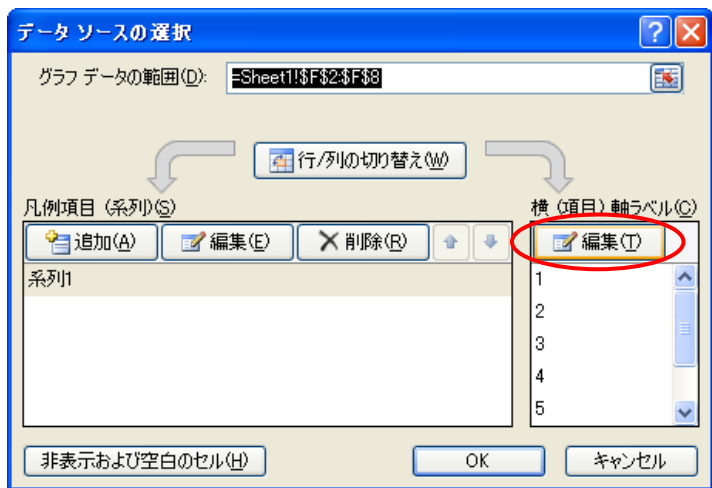 データ ソースの選択
グラフ データの範囲(D): =Sheet1!$F$2:$F$8
行/列の切り替え(W)
凡例項目 (系列)(S)
横 (項目) 軸ラベル(C)
追加(A) 編集(E) 削除(R)
編集(T)
系列1
1
2
3
4
5
非表示および空白のセル(H)
OK
キャンセル